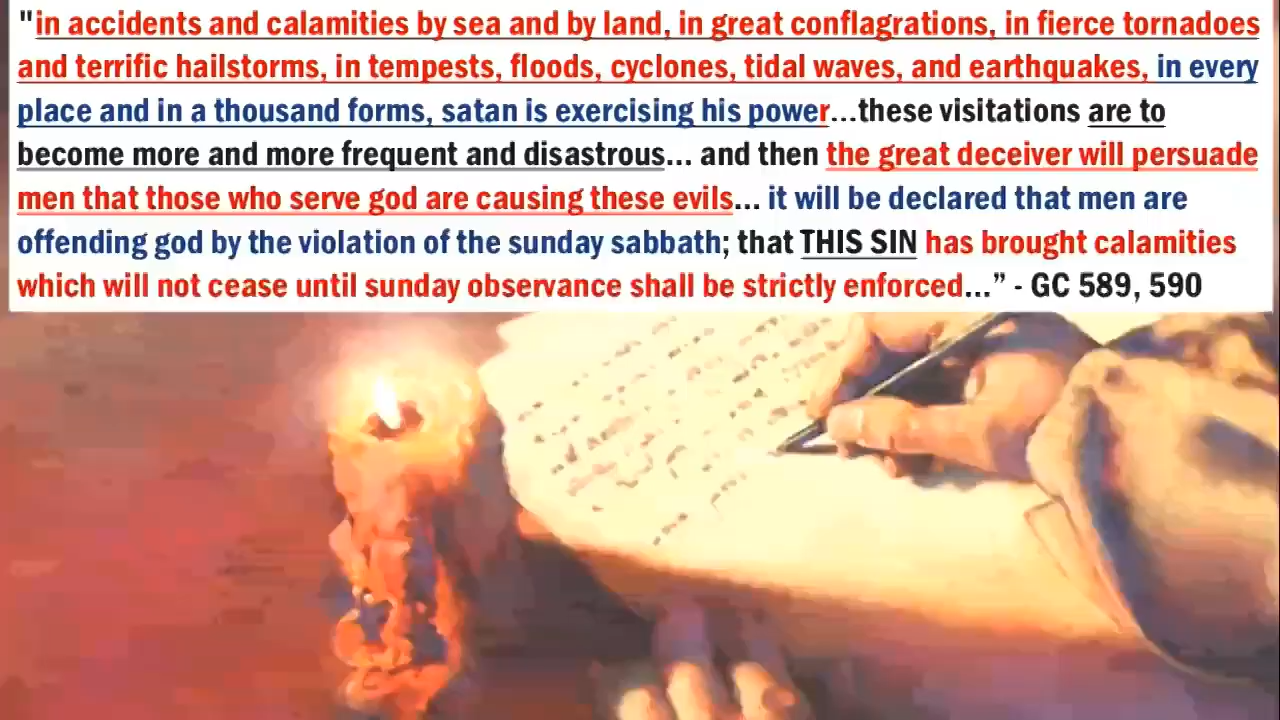 "in accidents and calamities by sea and by land, in great conflagrations, in fierce tornadoes
and terrific hailstorms, in tempests, floods, cyclones, tidal waves, and earthquakes, in every
place and in a thousand forms, satan is exercising his power...these visitations are to
become more and more frequent and disastrous... and then the great deceiver will persuade
men that those who serve god are causing these evils... it will be declared that men are
offending god by the violation of the sunday sabbath; that THIS SIN has brought calamities
which will not cease until sunday observance shall be strictly enforced...” - GC 589, 590